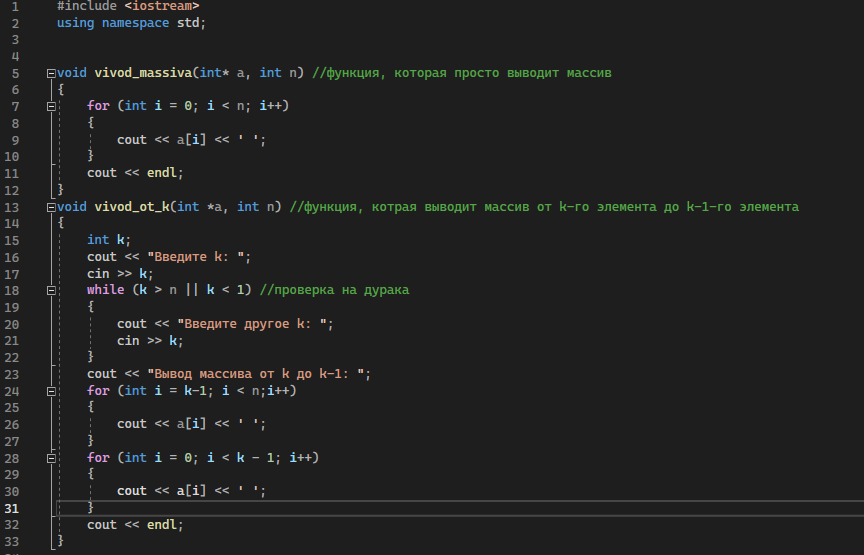 1 #include <iostream>
2 using namespace std;
3
4
5 void vivod_massiva(int* a, int n) //функция, которая просто выводит массив
6 {
7 for (int i = 0; i < n; i++)
8 {
9 cout << a[i] << ' ';
10 }
11 cout << endl;
12 }
13 void vivod_ot_k(int *a, int n) //функция, котрая выводит массив от k-го элемента до k-1-го элемента
14 {
15 int k;
16 cout << "Введите k: ";
17 cin >> k;
18 while (k > n || k < 1) //проверка на дурака
19 {
20 cout << "Введите другое k: ";
21 cin >> k;
22 }
23 cout << "Вывод массива от k до k-1: ";
24 for (int i = k-1; i < n;i++)
25 {
26 cout << a[i] << ' ';
27 }
28 for (int i = 0; i < k - 1; i++)
29 {
30 cout << a[i] << ' ';
31 }
32 cout << endl;
33 }